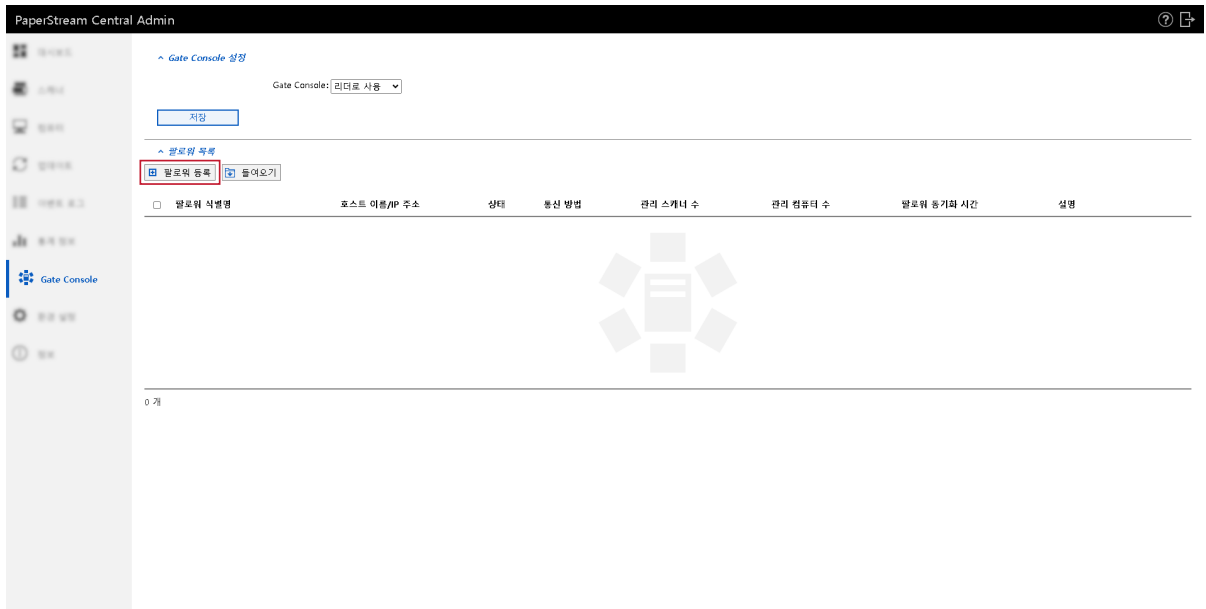 PaperStream Central Admin
Gate Console 설정
Gate Console: 리더로 사용
저장
팔로워 목록
팔로워 등록 들여오기
팔로워 식별명 호스트 이름/IP 주소 상태 통신 방법 관리 스캐너 수 관리 컴퓨터 수 팔로워 동기화 시간 설명
Gate Console
0 개